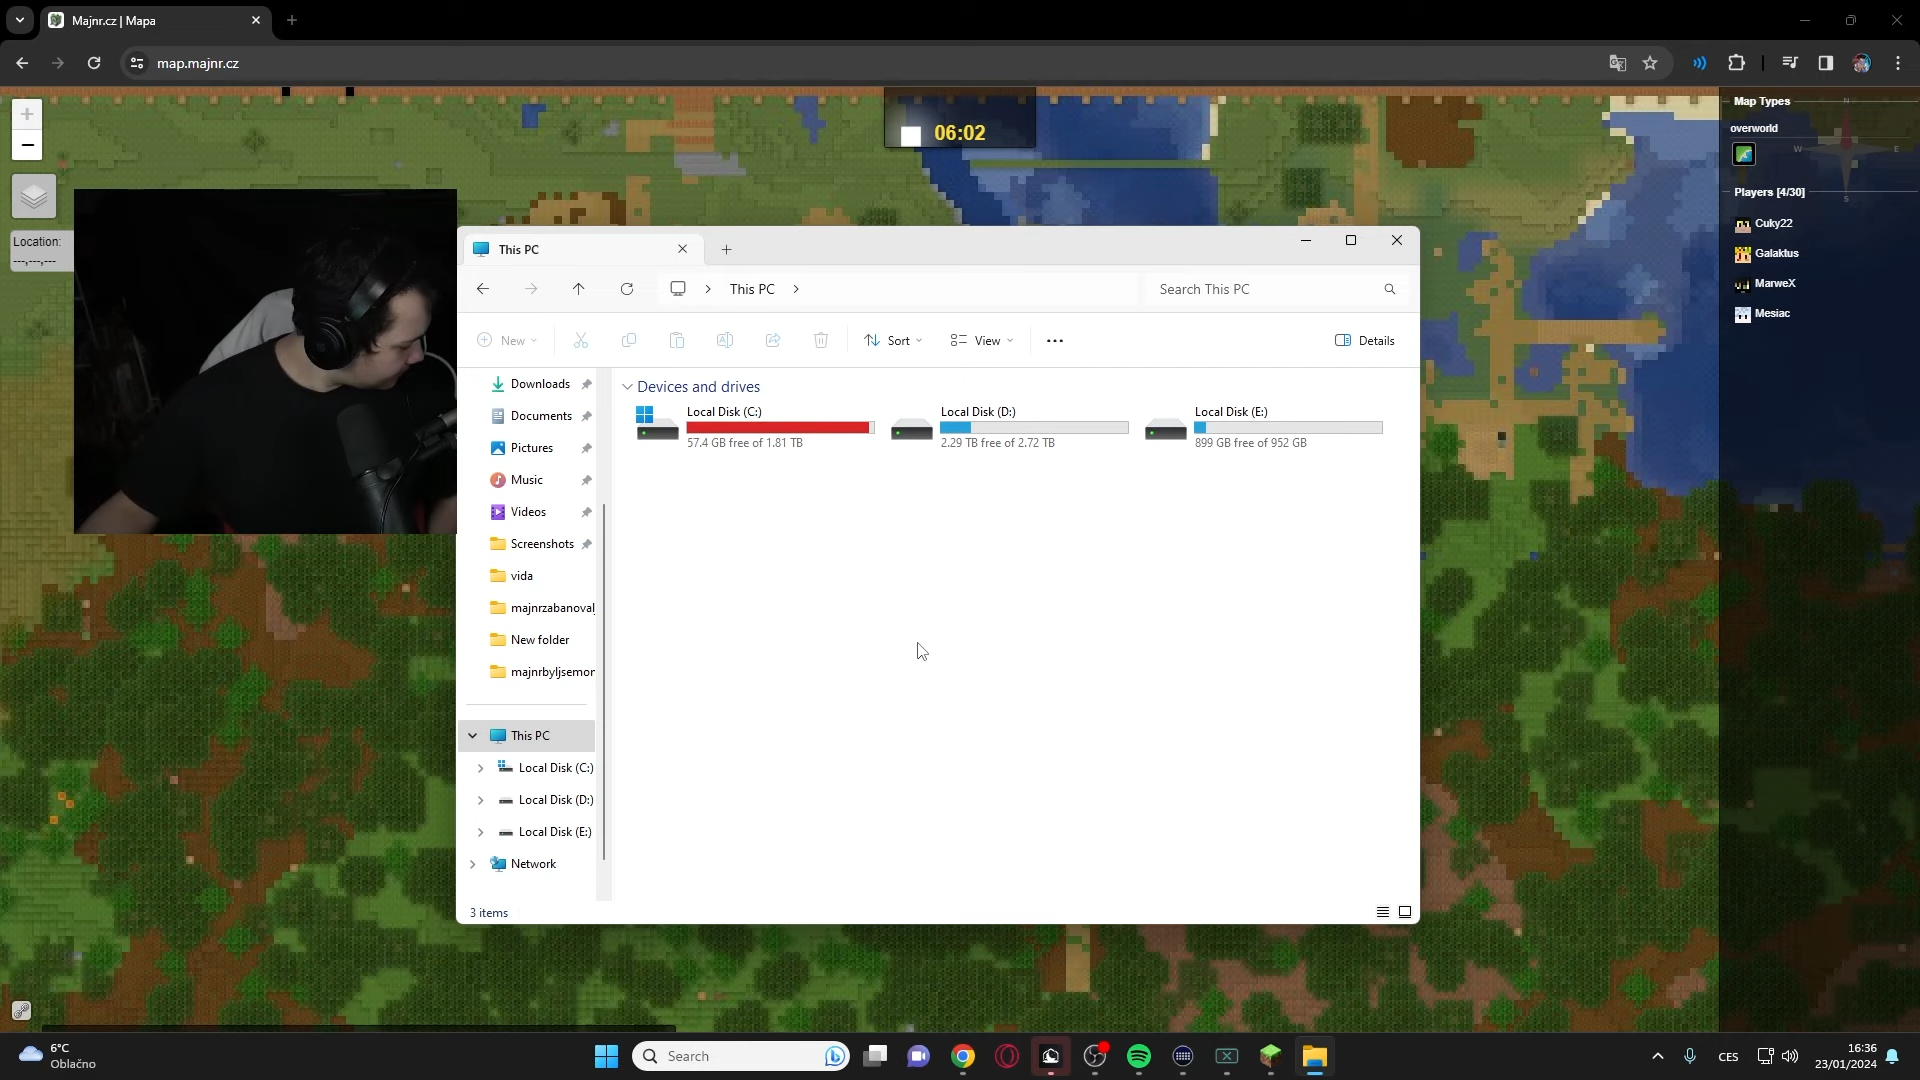 Majnr.cz | Mapa
map.majnr.cz
Map Types
overworld
N
W
E
S
Players [4/30]
Cuky22
Galaktus
MarweX
Mesiac
+
−
Location:
---,---,---
06:02
This PC
This PC
Search This PC
New
Sort
View
Details
Downloads
Documents
Pictures
Music
Videos
Screenshots
vida
majnrzabanoval
New folder
majnrbyljsemor
This PC
Local Disk (C:)
Local Disk (D:)
Local Disk (E:)
Network
Devices and drives
Local Disk (C:)
57.4 GB free of 1.81 TB
Local Disk (D:)
2.29 TB free of 2.72 TB
Local Disk (E:)
899 GB free of 952 GB
3 items
6°C
Oblačno
Search
CES
16:36
23/01/2024